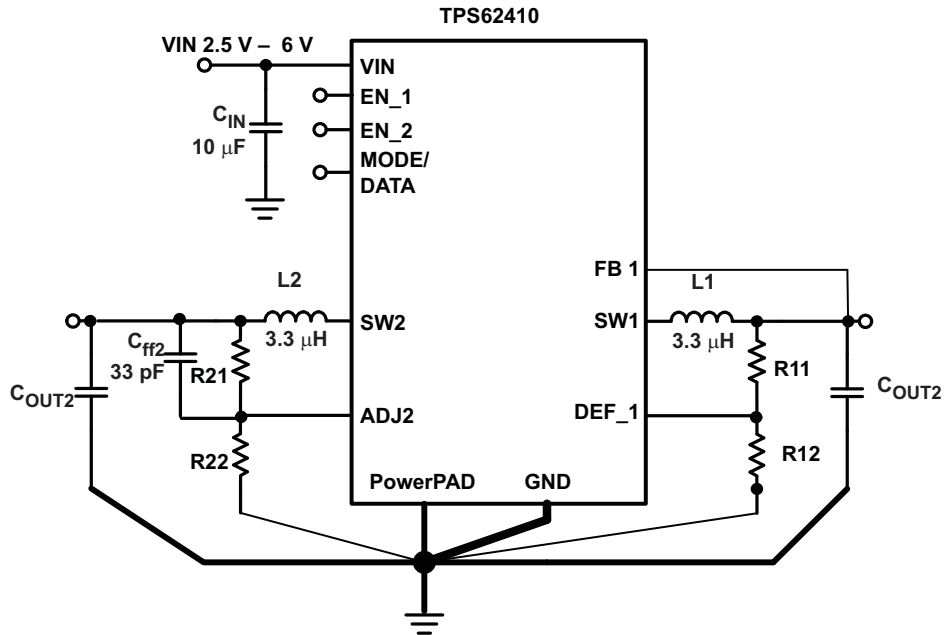 TPS62410
VIN 2.5 V – 6 V
VIN
EN_1
EN_2
MODE/
DATA
CIN
10 μF
FB 1
L2
L1
SW2
SW1
3.3 μH
3.3 μH
Cff2
33 pF
R21
R11
COUT2
COUT2
ADJ2
DEF_1
R22
R12
PowerPAD
GND